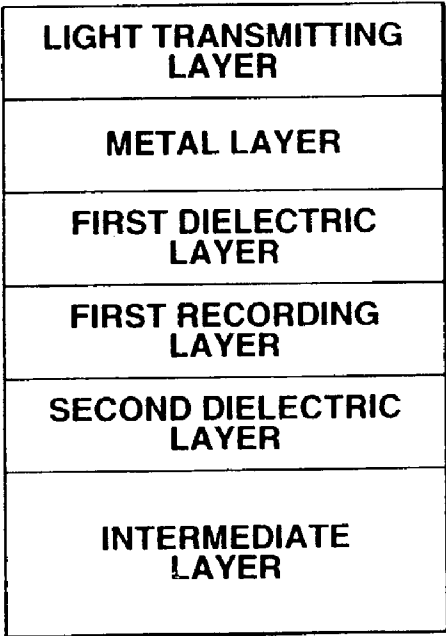 LIGHT TRANSMITTING
LAYER
METAL LAYER
FIRST DIELECTRIC
LAYER
FIRST RECORDING
LAYER
SECOND DIELECTRIC
LAYER
INTERMEDIATE
LAYER